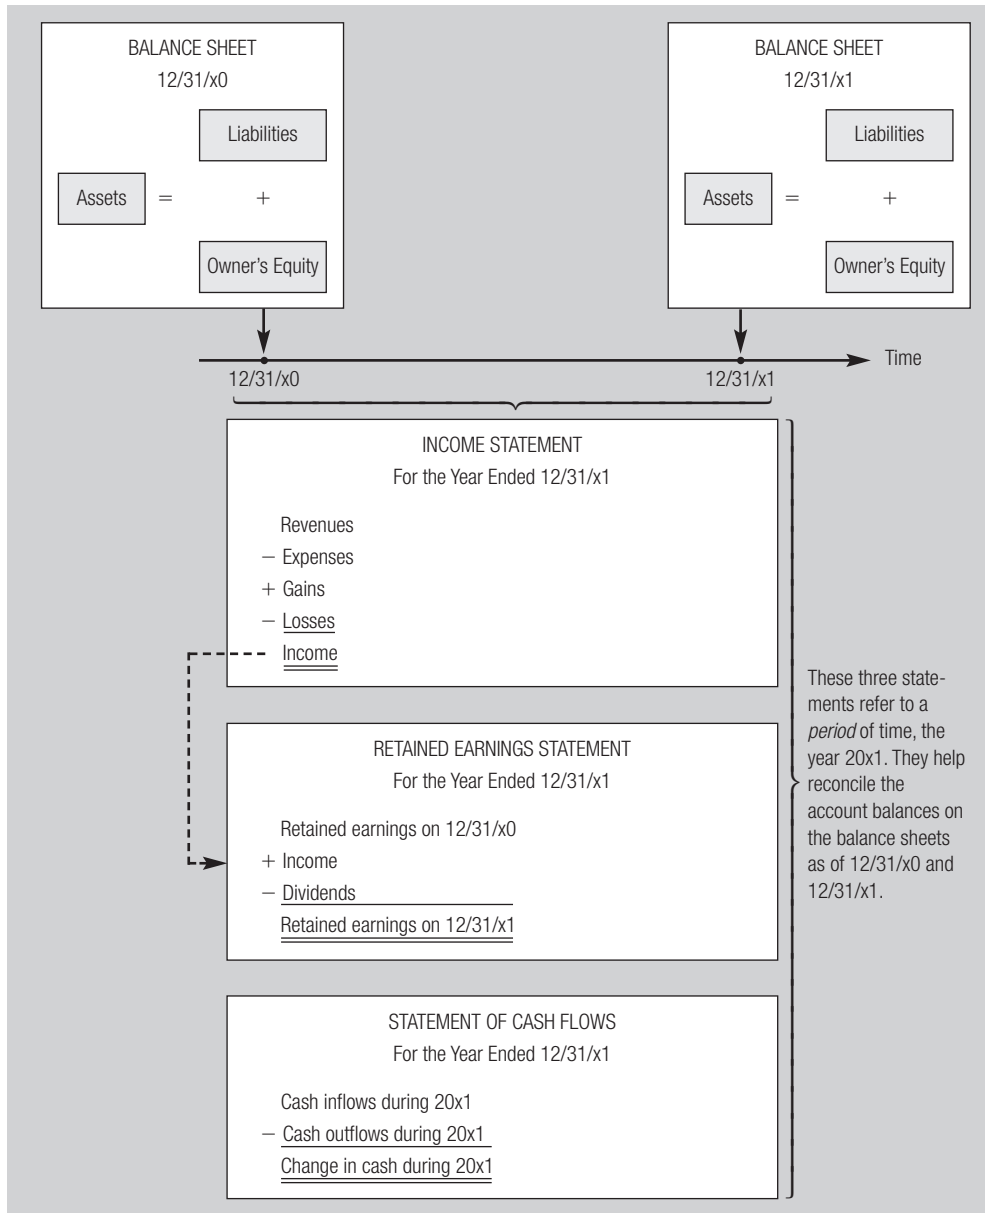 BALANCE SHEET
12/31/x0
Liabilities
Assets = +
Owner's Equity
BALANCE SHEET
12/31/x1
Liabilities
Assets = +
Owner's Equity
Time
12/31/x0
12/31/x1
INCOME STATEMENT
For the Year Ended 12/31/x1
Revenues
− Expenses
+ Gains
− Losses
Income
RETAINED EARNINGS STATEMENT
For the Year Ended 12/31/x1
Retained earnings on 12/31/x0
+ Income
− Dividends
Retained earnings on 12/31/x1
STATEMENT OF CASH FLOWS
For the Year Ended 12/31/x1
Cash inflows during 20x1
− Cash outflows during 20x1
Change in cash during 20x1
These three state-
ments refer to a
period of time, the
year 20x1. They help
reconcile the
account balances on
the balance sheets
as of 12/31/x0 and
12/31/x1.